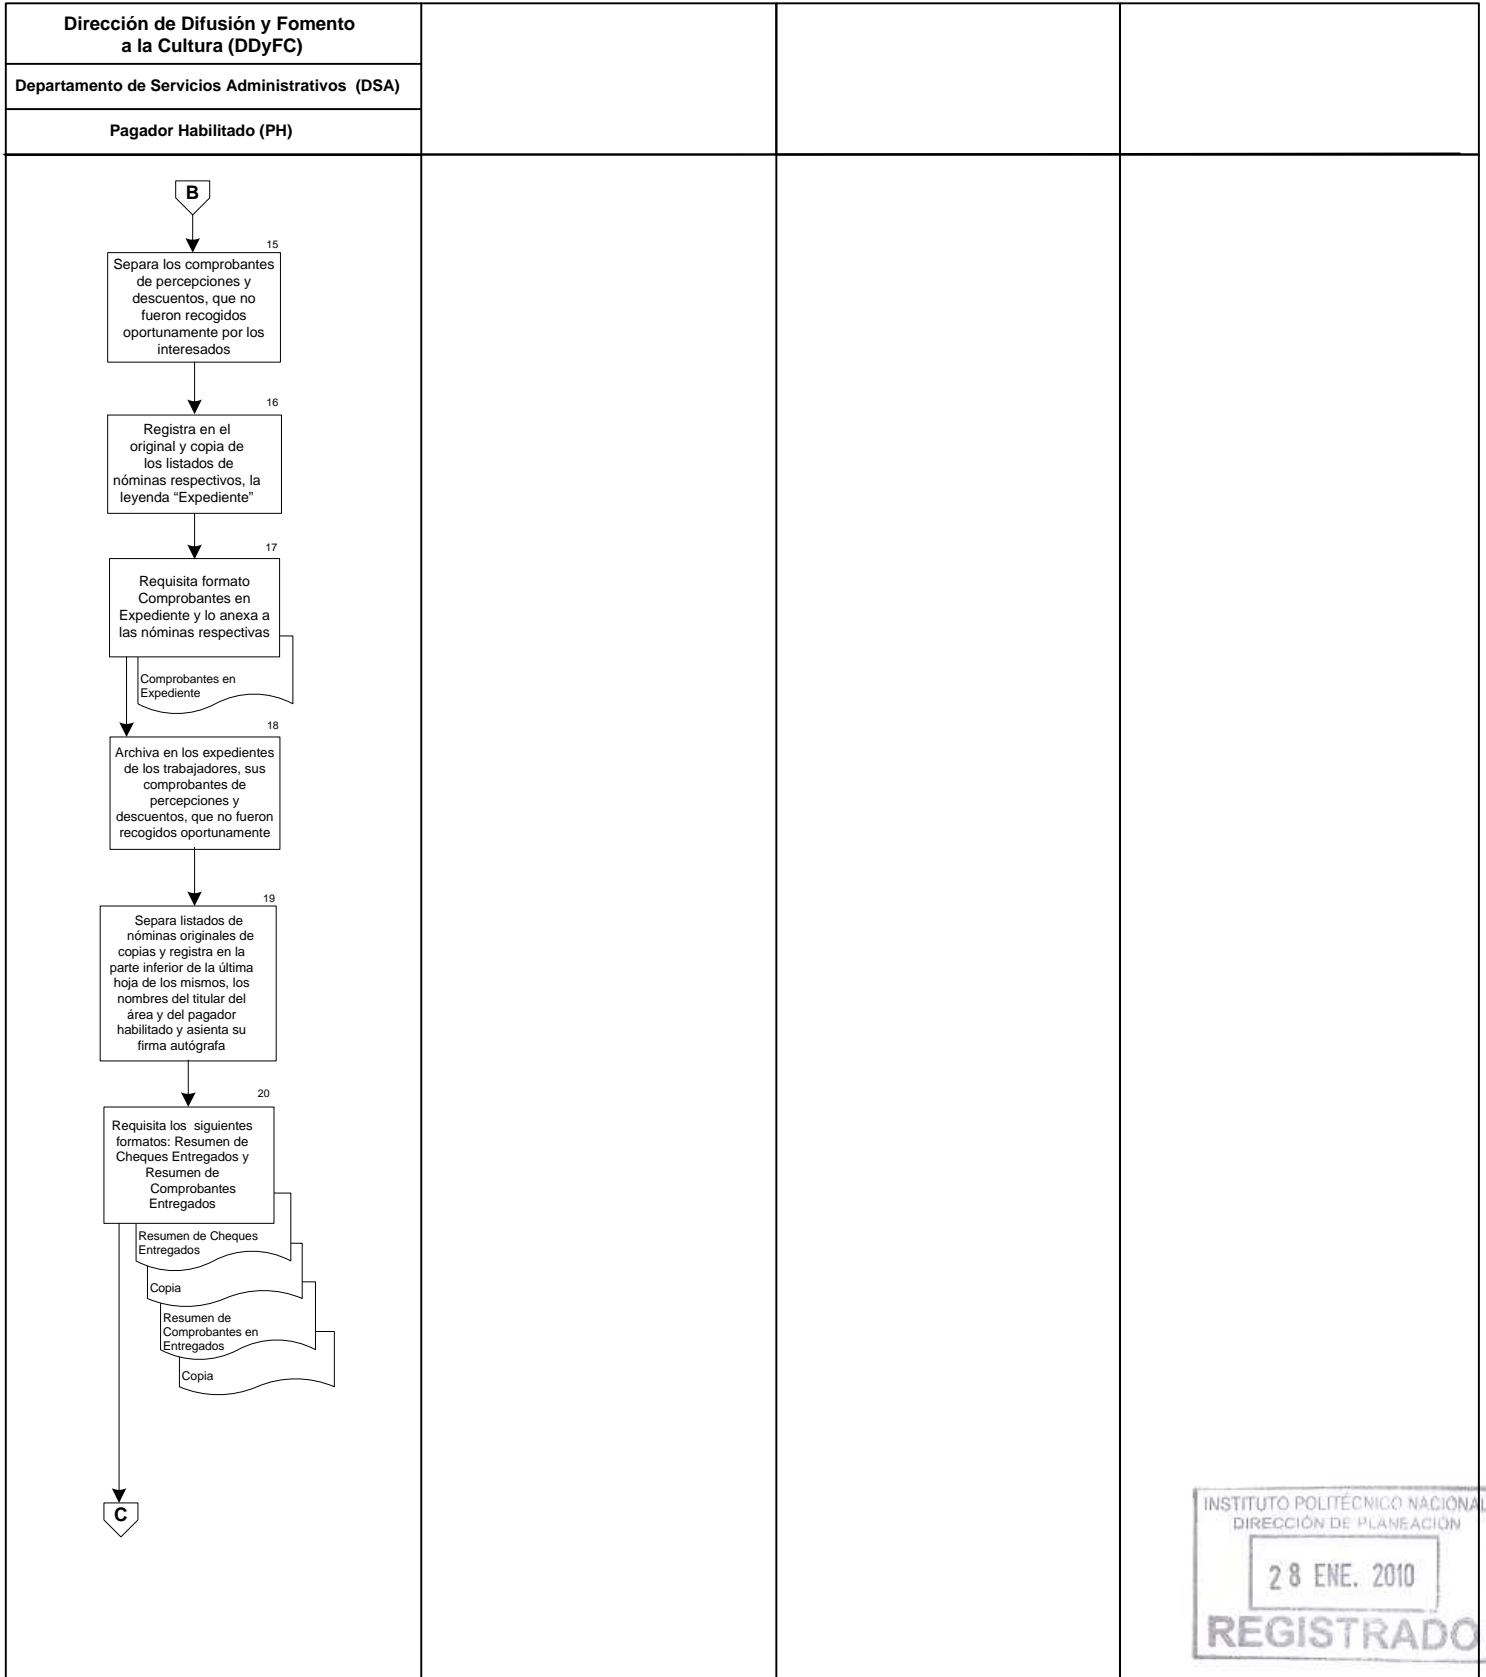 Dirección de Difusión y Fomento
a la Cultura (DDyFC)
Departamento de Servicios Administrativos (DSA)
Pagador Habilitado (PH)
B
15
Separa los comprobantes
de percepciones y
descuentos, que no
fueron recogidos
oportunamente por los
interesados
16
Registra en el
original y copia de
los listados de
nóminas respectivos, la
leyenda “Expediente”
17
Requisita formato
Comprobantes en
Expediente y lo anexa a
las nóminas respectivas
Comprobantes en
Expediente
18
Archiva en los expedientes
de los trabajadores, sus
comprobantes de
percepciones y
descuentos, que no fueron
recogidos oportunamente
19
Separa listados de
nóminas originales de
copias y registra en la
parte inferior de la última
hoja de los mismos, los
nombres del titular del
área y del pagador
habilitado y asienta su
firma autógrafa
20
Requisita los siguientes
formatos: Resumen de
Cheques Entregados y
Resumen de
Comprobantes
Entregados
Resumen de Cheques
Entregados
Copia
Resumen de
Comprobantes en
Entregados
Copia
C
INSTITUTO POLITÉCNICO NACIONAL
DIRECCIÓN DE PLANEACIÓN
28 ENE. 2010
REGISTRADO